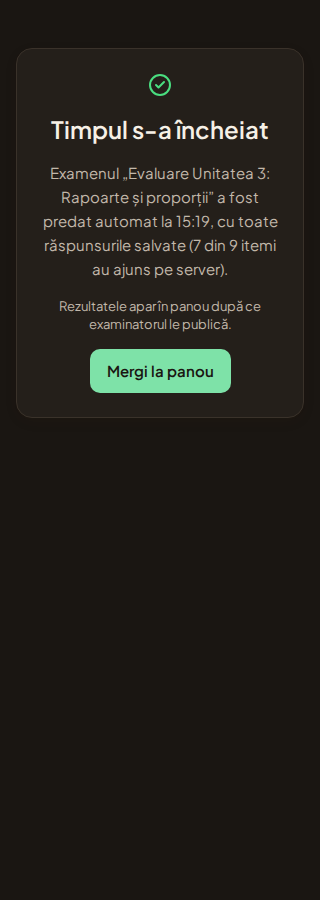 Timpul s-a încheiat
Examenul „Evaluare Unitatea 3:
Rapoarte și proporții” a fost
predat automat la 15:19, cu toate
răspunsurile salvate (7 din 9 itemi
au ajuns pe server).
Rezultatele apar în panou după ce
examinatorul le publică.
Mergi la panou